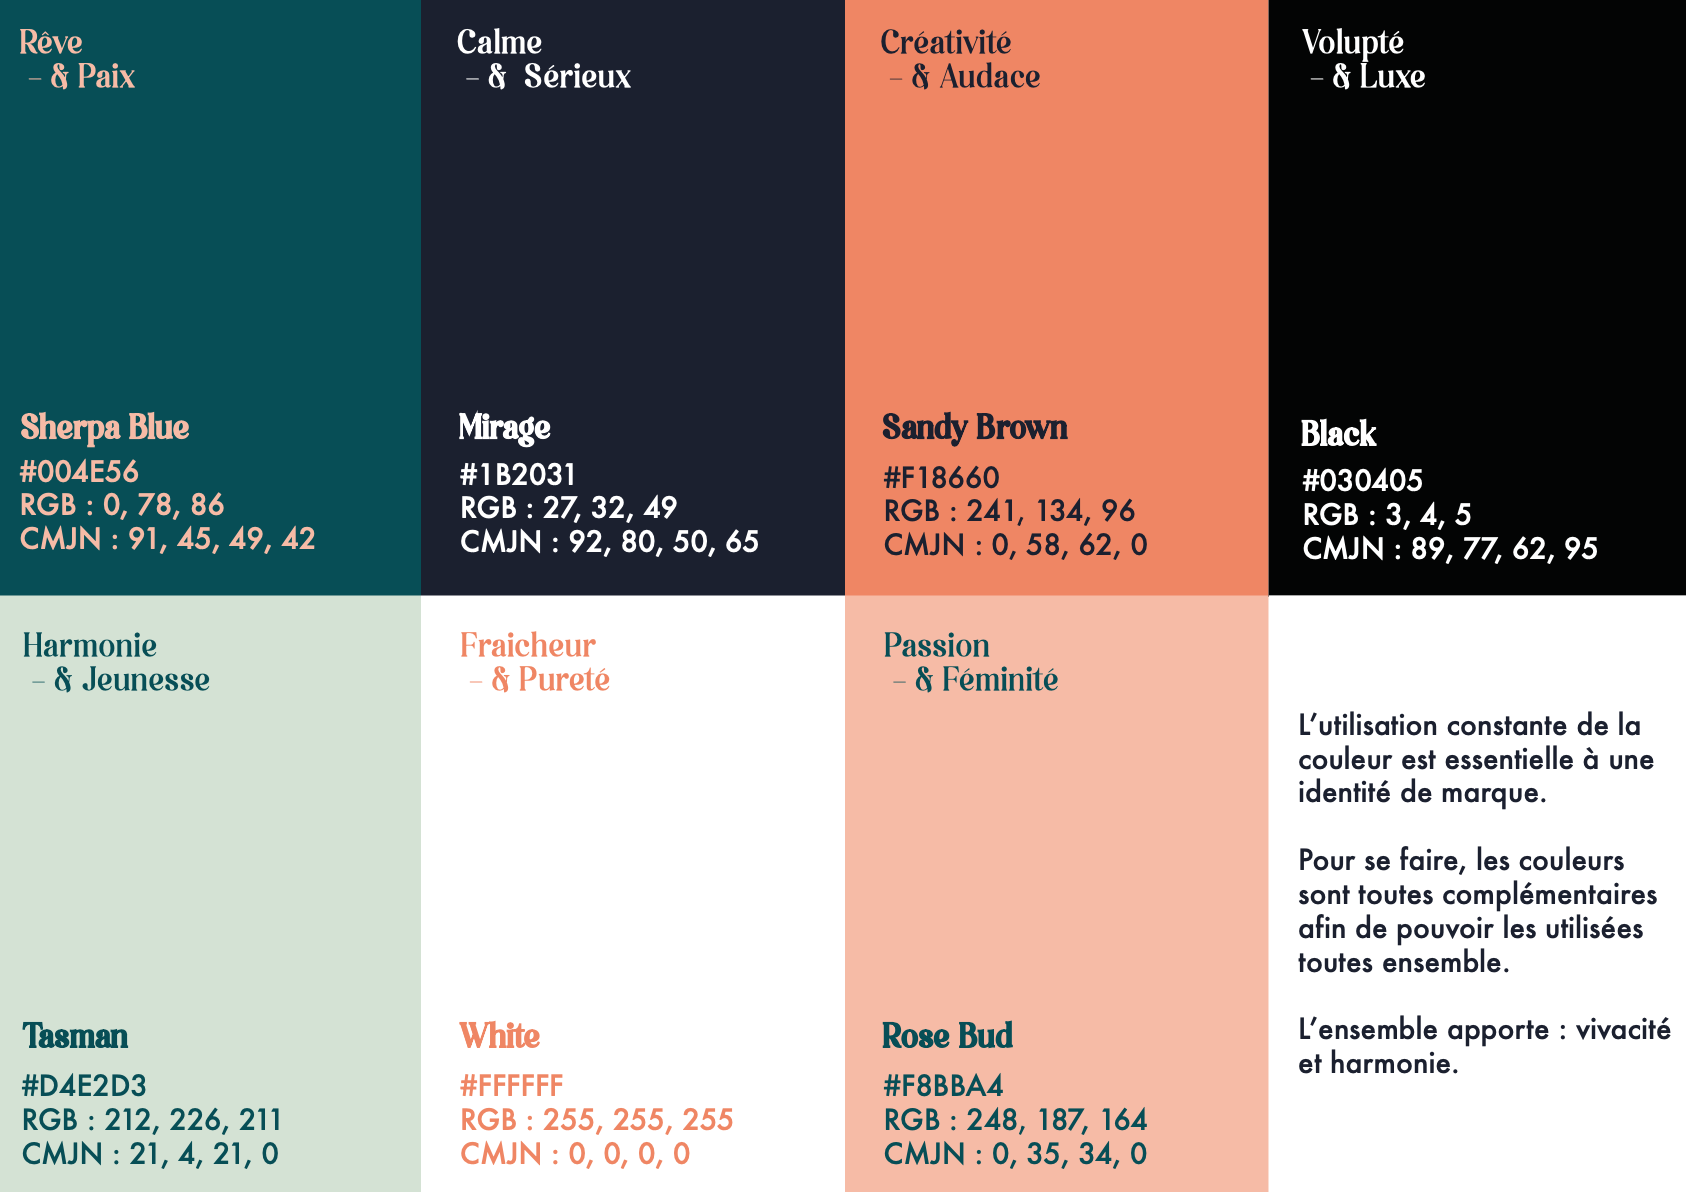 Rêve
– & Paix
Sherpa Blue
#004E56
RGB : 0, 78, 86
CMJN : 91, 45, 49, 42
Calme
– & Sérieux
Mirage
#1B2031
RGB : 27, 32, 49
CMJN : 92, 80, 50, 65
Créativité
– & Audace
Sandy Brown
#F18660
RGB : 241, 134, 96
CMJN : 0, 58, 62, 0
Volupté
– & Luxe
Black
#030405
RGB : 3, 4, 5
CMJN : 89, 77, 62, 95
Harmonie
– & Jeunesse
Tasman
#D4E2D3
RGB : 212, 226, 211
CMJN : 21, 4, 21, 0
Fraicheur
– & Pureté
White
#FFFFFF
RGB : 255, 255, 255
CMJN : 0, 0, 0, 0
Passion
– & Féminité
Rose Bud
#F8BBA4
RGB : 248, 187, 164
CMJN : 0, 35, 34, 0
L’utilisation constante de la
couleur est essentielle à une
identité de marque.
Pour se faire, les couleurs
sont toutes complémentaires
afin de pouvoir les utilisées
toutes ensemble.
L’ensemble apporte : vivacité
et harmonie.